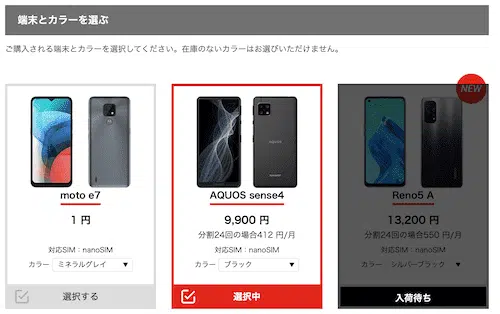 端末とカラーを選ぶ
ご購入される端末とカラーを選択してください。在庫のないカラーはお選びいただけません。
moto e7
1 円
対応SIM：nanoSIM
カラー ミネラルグレイ ▼
選択する
AQUOS
AQUOS sense4
9,900 円
分割24回の場合412 円/月
対応SIM：nanoSIM
カラー ブラック ▼
選択中
NEW
Reno5 A
13,200 円
分割24回の場合550 円/月
対応SIM：nanoSIM
カラー シルバーブラック ▼
入荷待ち